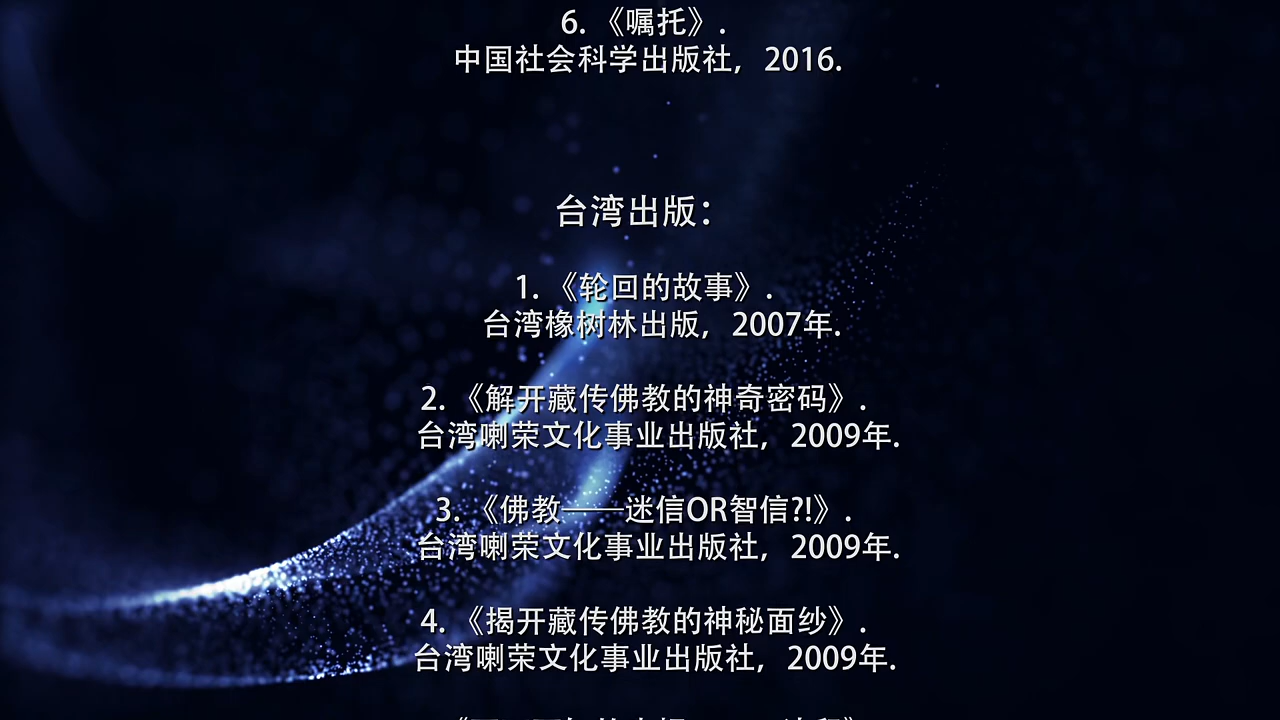 6. 《嘱托》.
中国社会科学出版社，2016.
台湾出版：
1. 《轮回的故事》.
台湾橡树林出版，2007年.
2. 《解开藏传佛教的神奇密码》.
台湾喇荣文化事业出版社，2009年.
3. 《佛教——迷信OR智信?!》.
台湾喇荣文化事业出版社，2009年.
4. 《揭开藏传佛教的神秘面纱》.
台湾喇荣文化事业出版社，2009年.